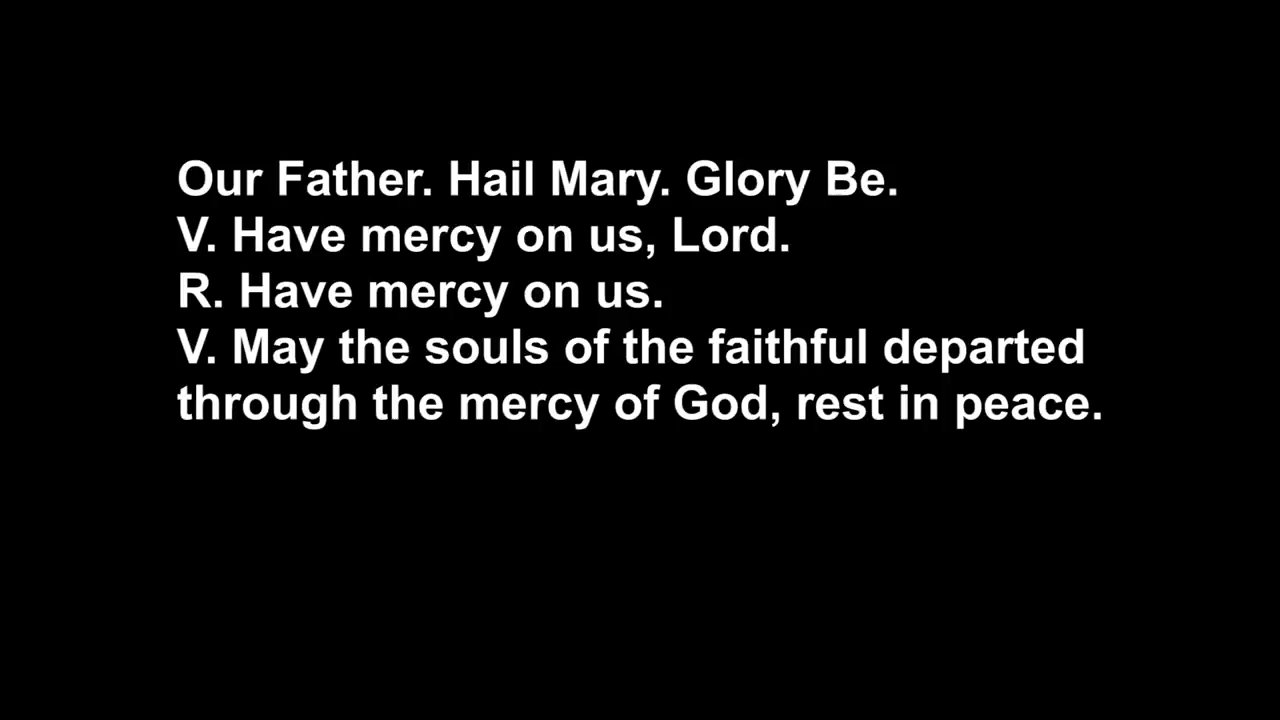 Our Father. Hail Mary. Glory Be.
V. Have mercy on us, Lord.
R. Have mercy on us.
V. May the souls of the faithful departed
through the mercy of God, rest in peace.